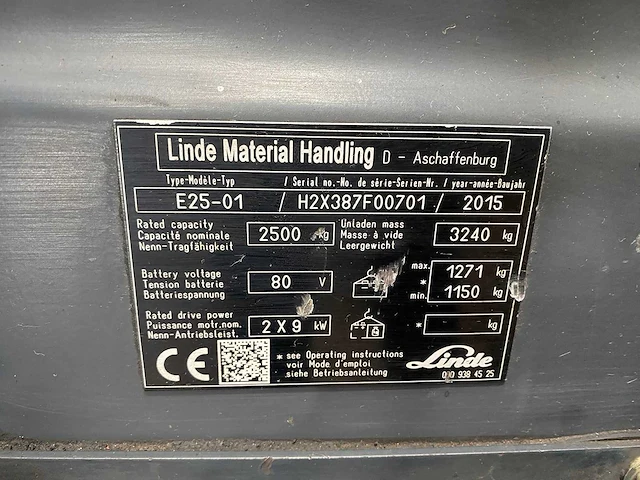 Linde Material Handling D - Aschaffenburg
Type-Modèle-Typ / Serial no.-No. de série-Serien-Nr. / year-année-Baujahr
E25-01 / H2X387F00701 / 2015
Rated capacity
Capacité nominale
Nenn-Tragfähigkeit
2500 kg
Unladen mass
Masse à vide
Leergewicht
3240 kg
Battery voltage
Tension batterie
Batteriespannung
80 V
max. 1271 kg
*
min. 1150 kg
Rated drive power
Puissance motr.nom.
Nenn-Antriebsleist.
2 X 9 kW
* kg
CE
* see Operating instructions
voir Mode d'emploi
siehe Betriebsanleitung
Linde
000 938 45 25